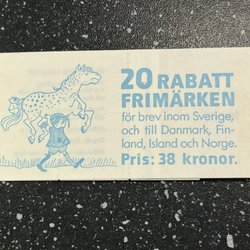 20 RABATT
FRIMÄRKEN
för brev inom Sverige,
och till Danmark, Fin-
land, Island och Norge.
Pris: 38 kronor.